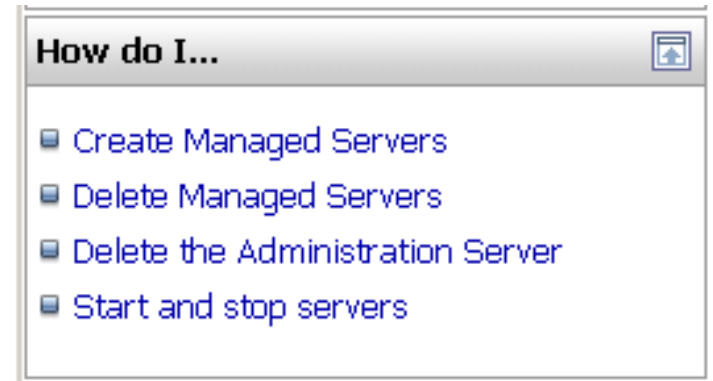 How do I...
Create Managed Servers
Delete Managed Servers
Delete the Administration Server
Start and stop servers